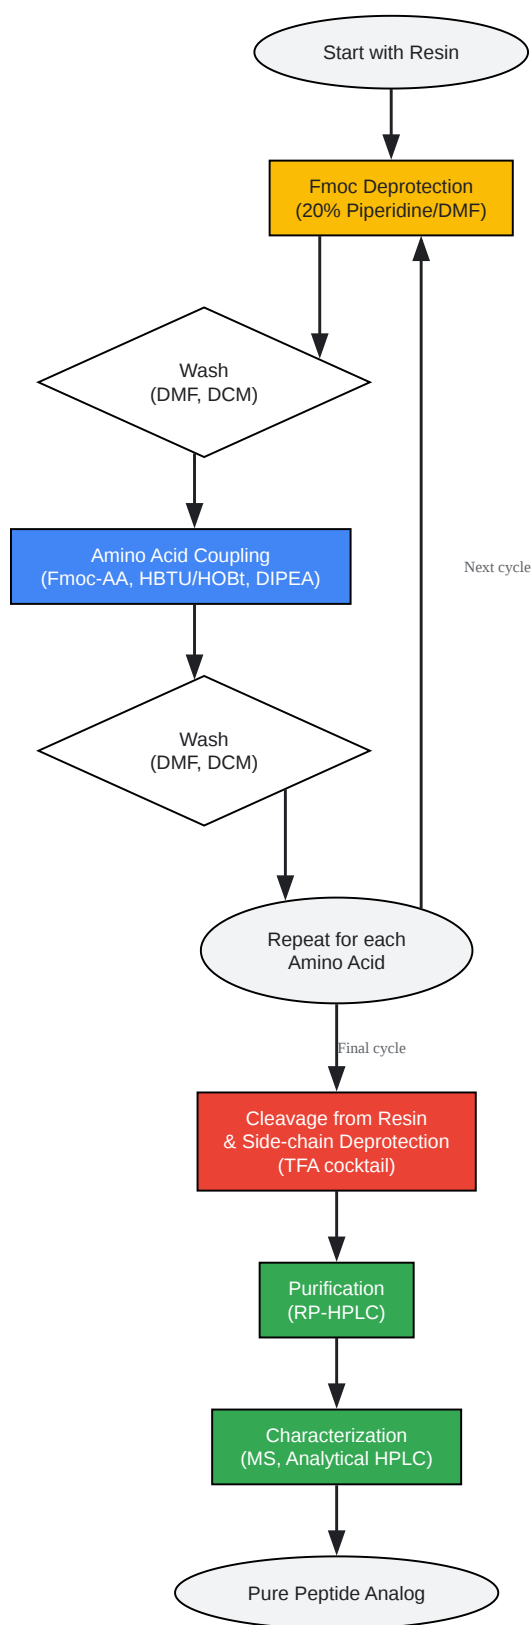 Start with Resin
Fmoc Deprotection
(20% Piperidine/DMF)
Wash
(DMF, DCM)
Amino Acid Coupling
(Fmoc-AA, HBTU/HOBt, DIPEA)
Next cycle
Wash
(DMF, DCM)
Repeat for each
Amino Acid
Final cycle
Cleavage from Resin
& Side-chain Deprotection
(TFA cocktail)
Purification
(RP-HPLC)
Characterization
(MS, Analytical HPLC)
Pure Peptide Analog